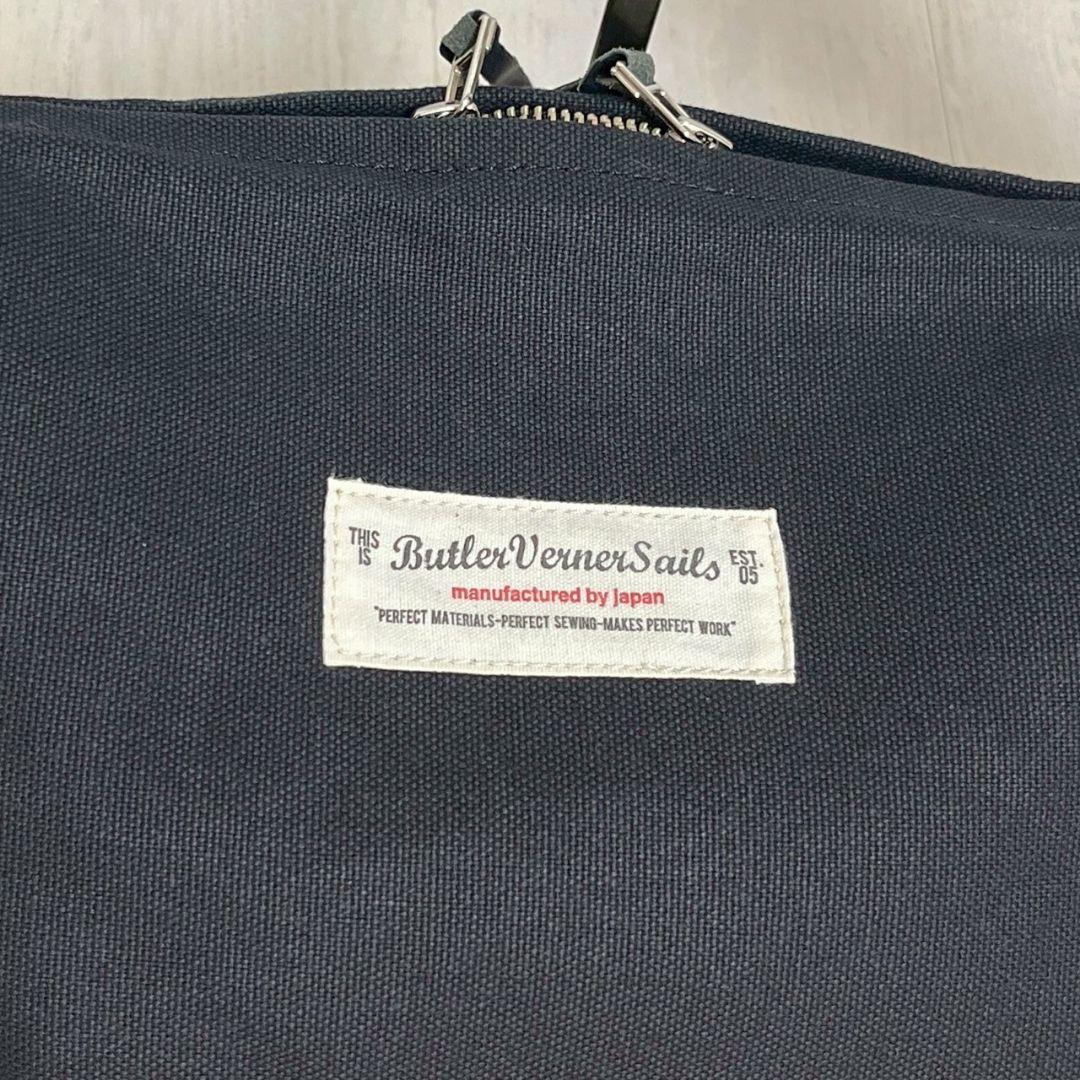 THIS IS ButlerVernerSails EST. '05
manufactured by japan
"PERFECT MATERIALS-PERFECT SEWING-MAKES PERFECT WORK"